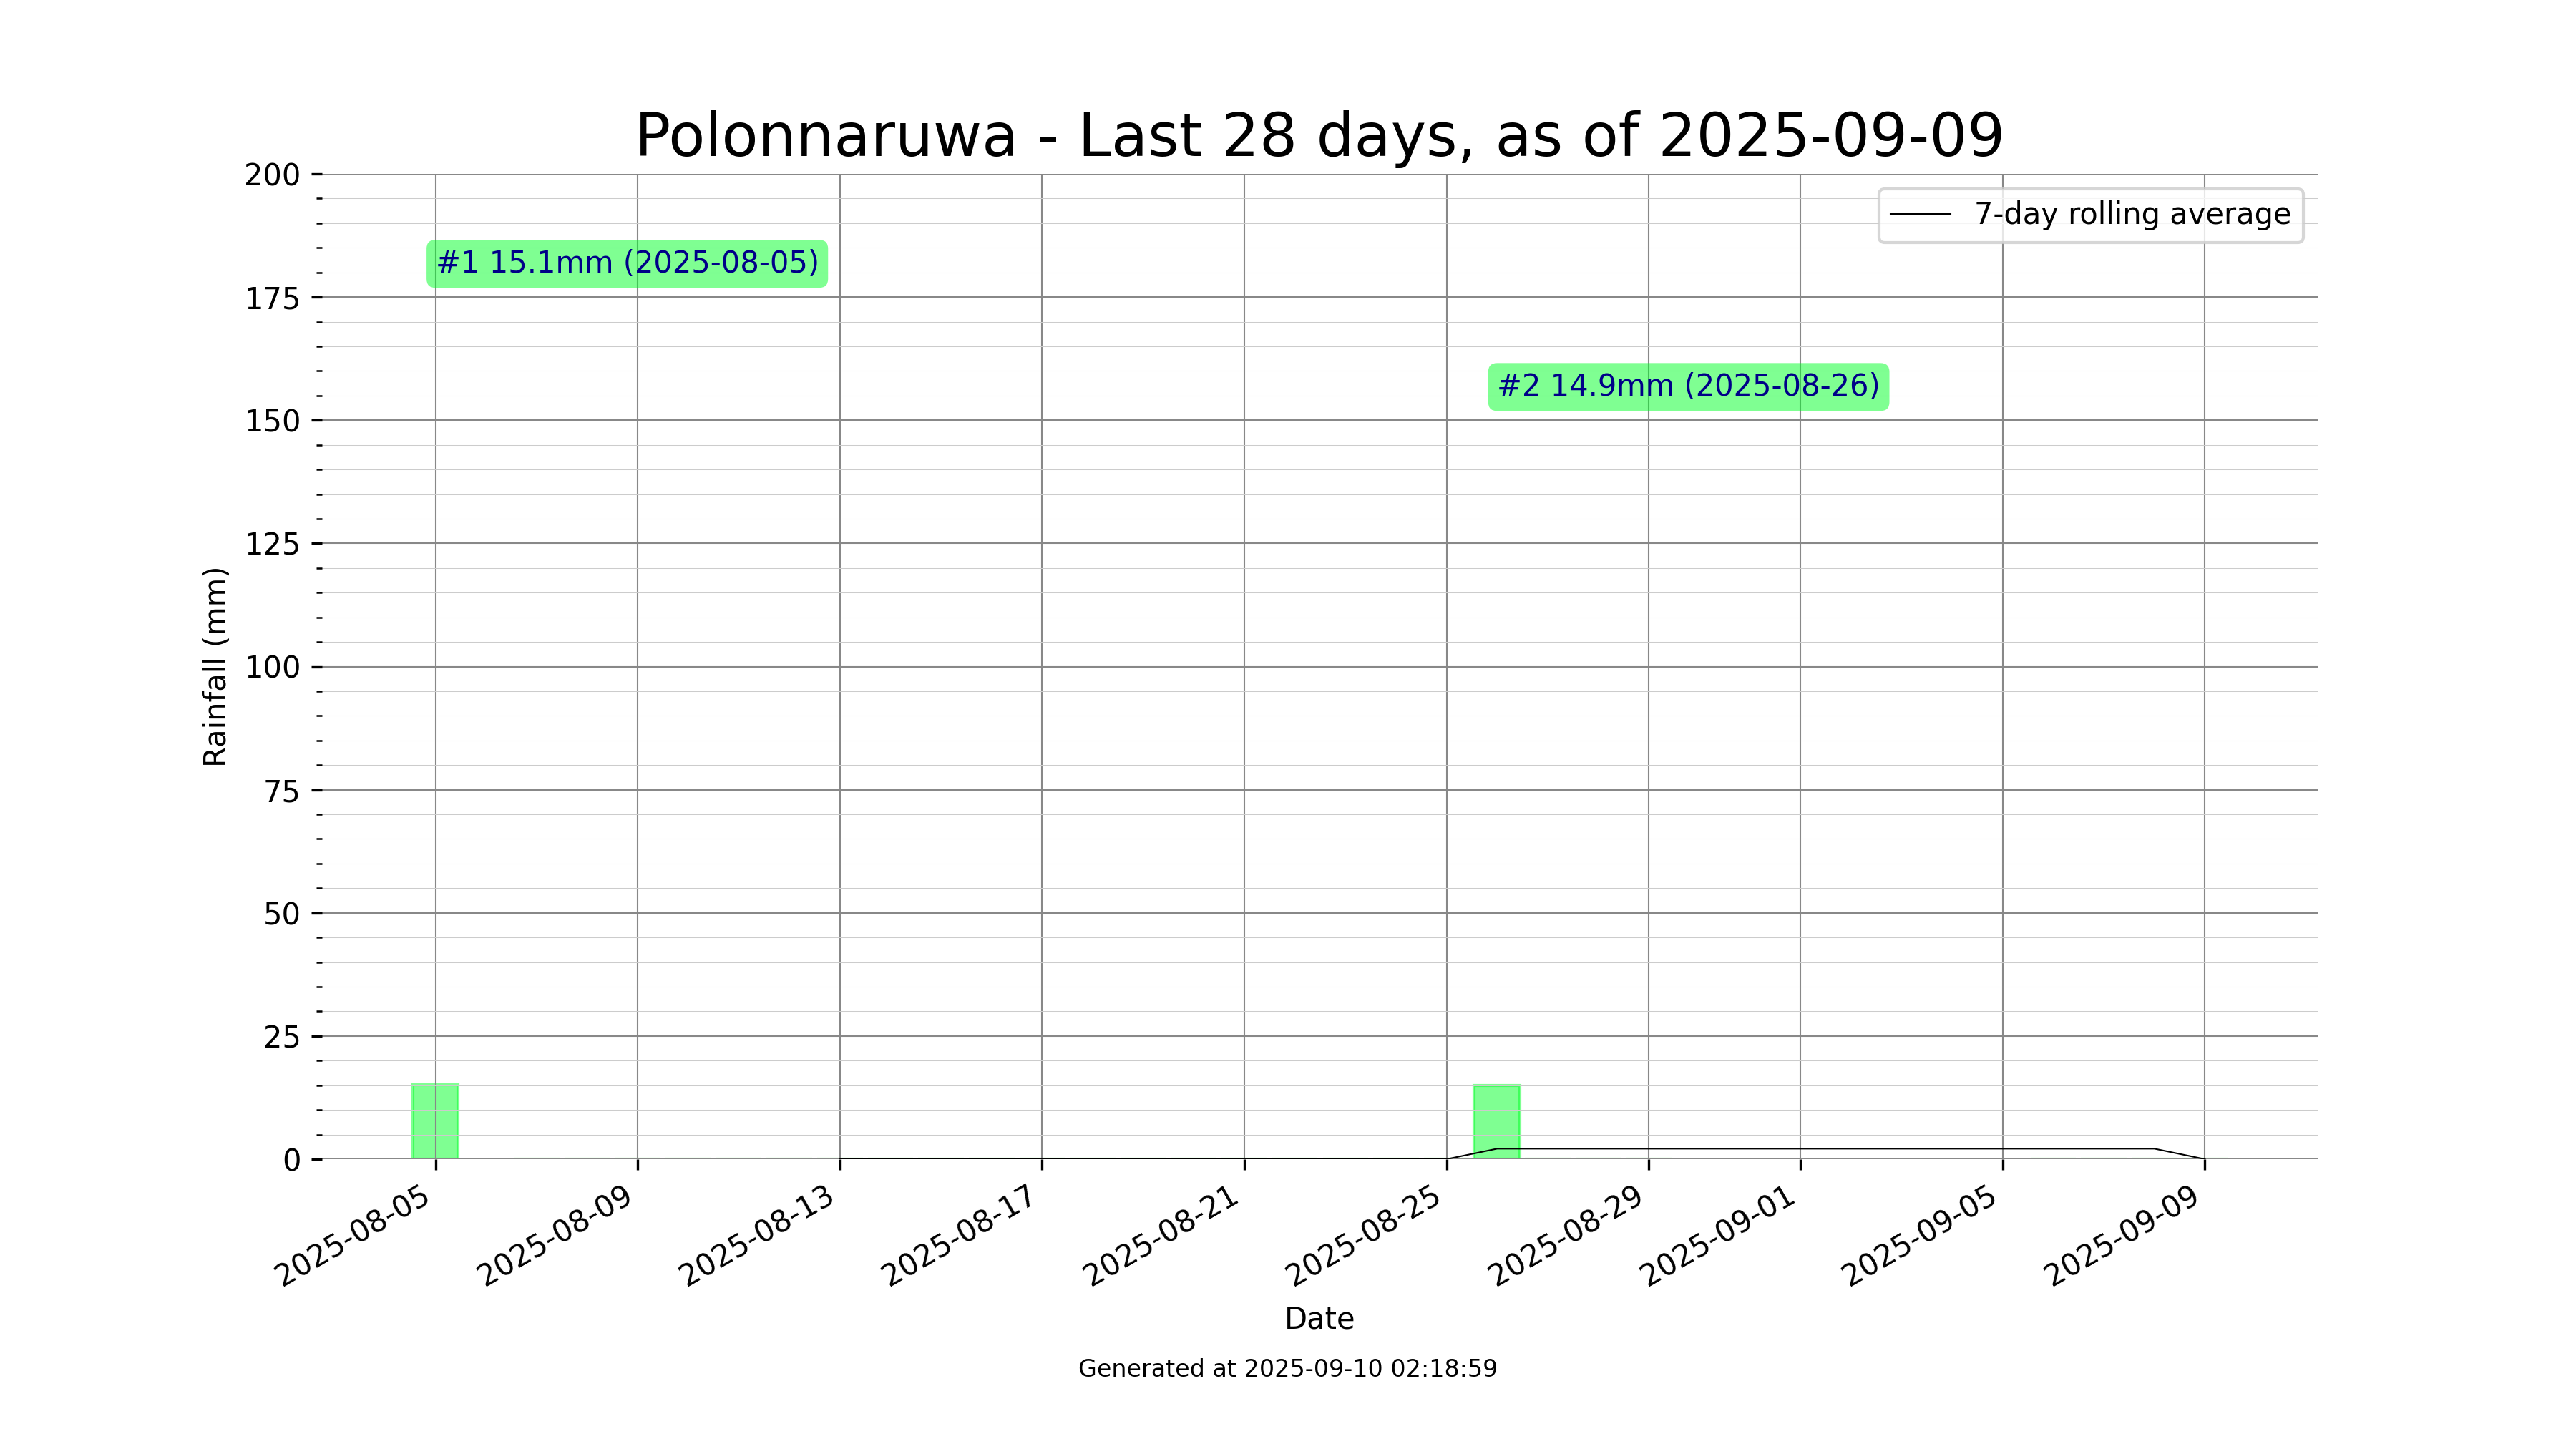 Polonnaruwa - Last 28 days, as of 2025-09-09
200
7-day rolling average
#1 15.1mm (2025-08-05)
175
#2 14.9mm (2025-08-26)
150
125
100
75
50
25
0
Rainfall (mm)
2025-08-05
2025-08-09
2025-08-13
2025-08-17
2025-08-21
2025-08-25
2025-08-29
2025-09-01
2025-09-05
2025-09-09
Date
Generated at 2025-09-10 02:18:59